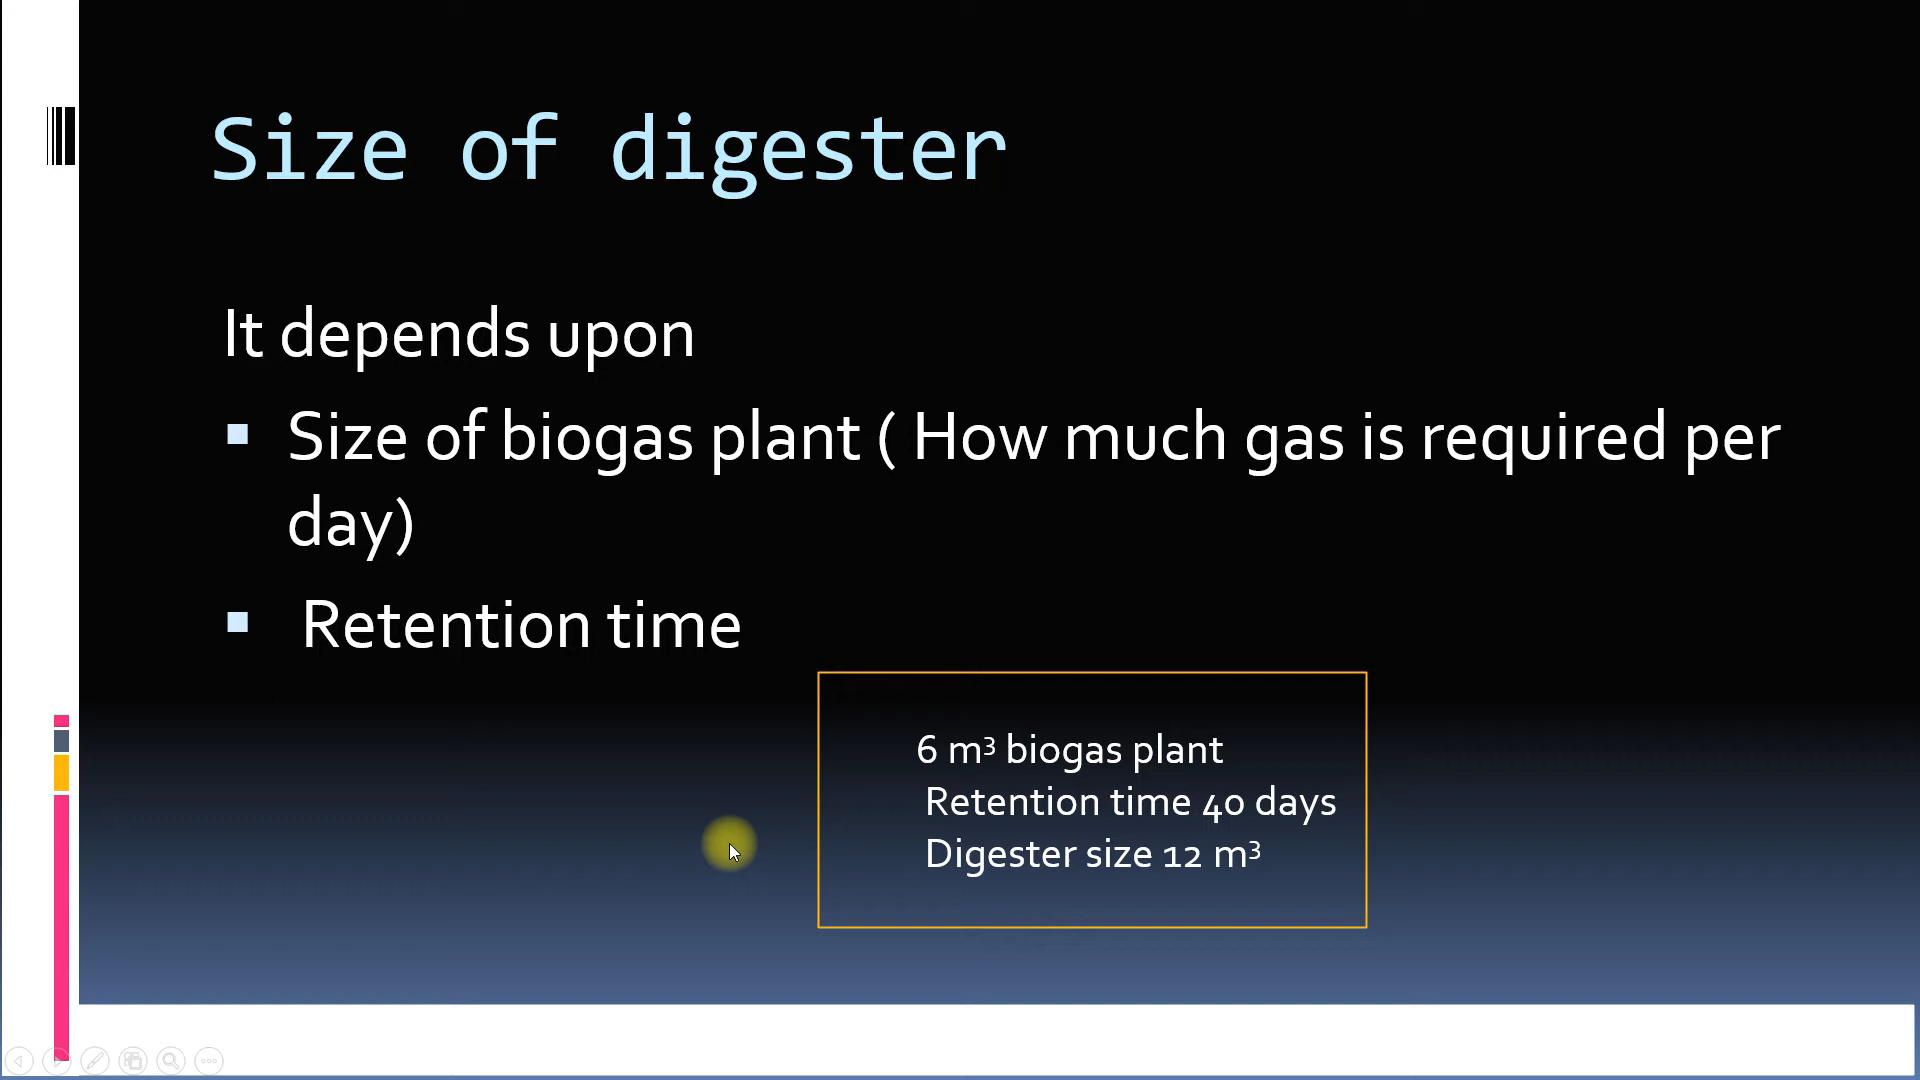 Size of digester
It depends upon
▪ Size of biogas plant ( How much gas is required per
day)
▪ Retention time
6 m³ biogas plant
Retention time 40 days
Digester size 12 m³